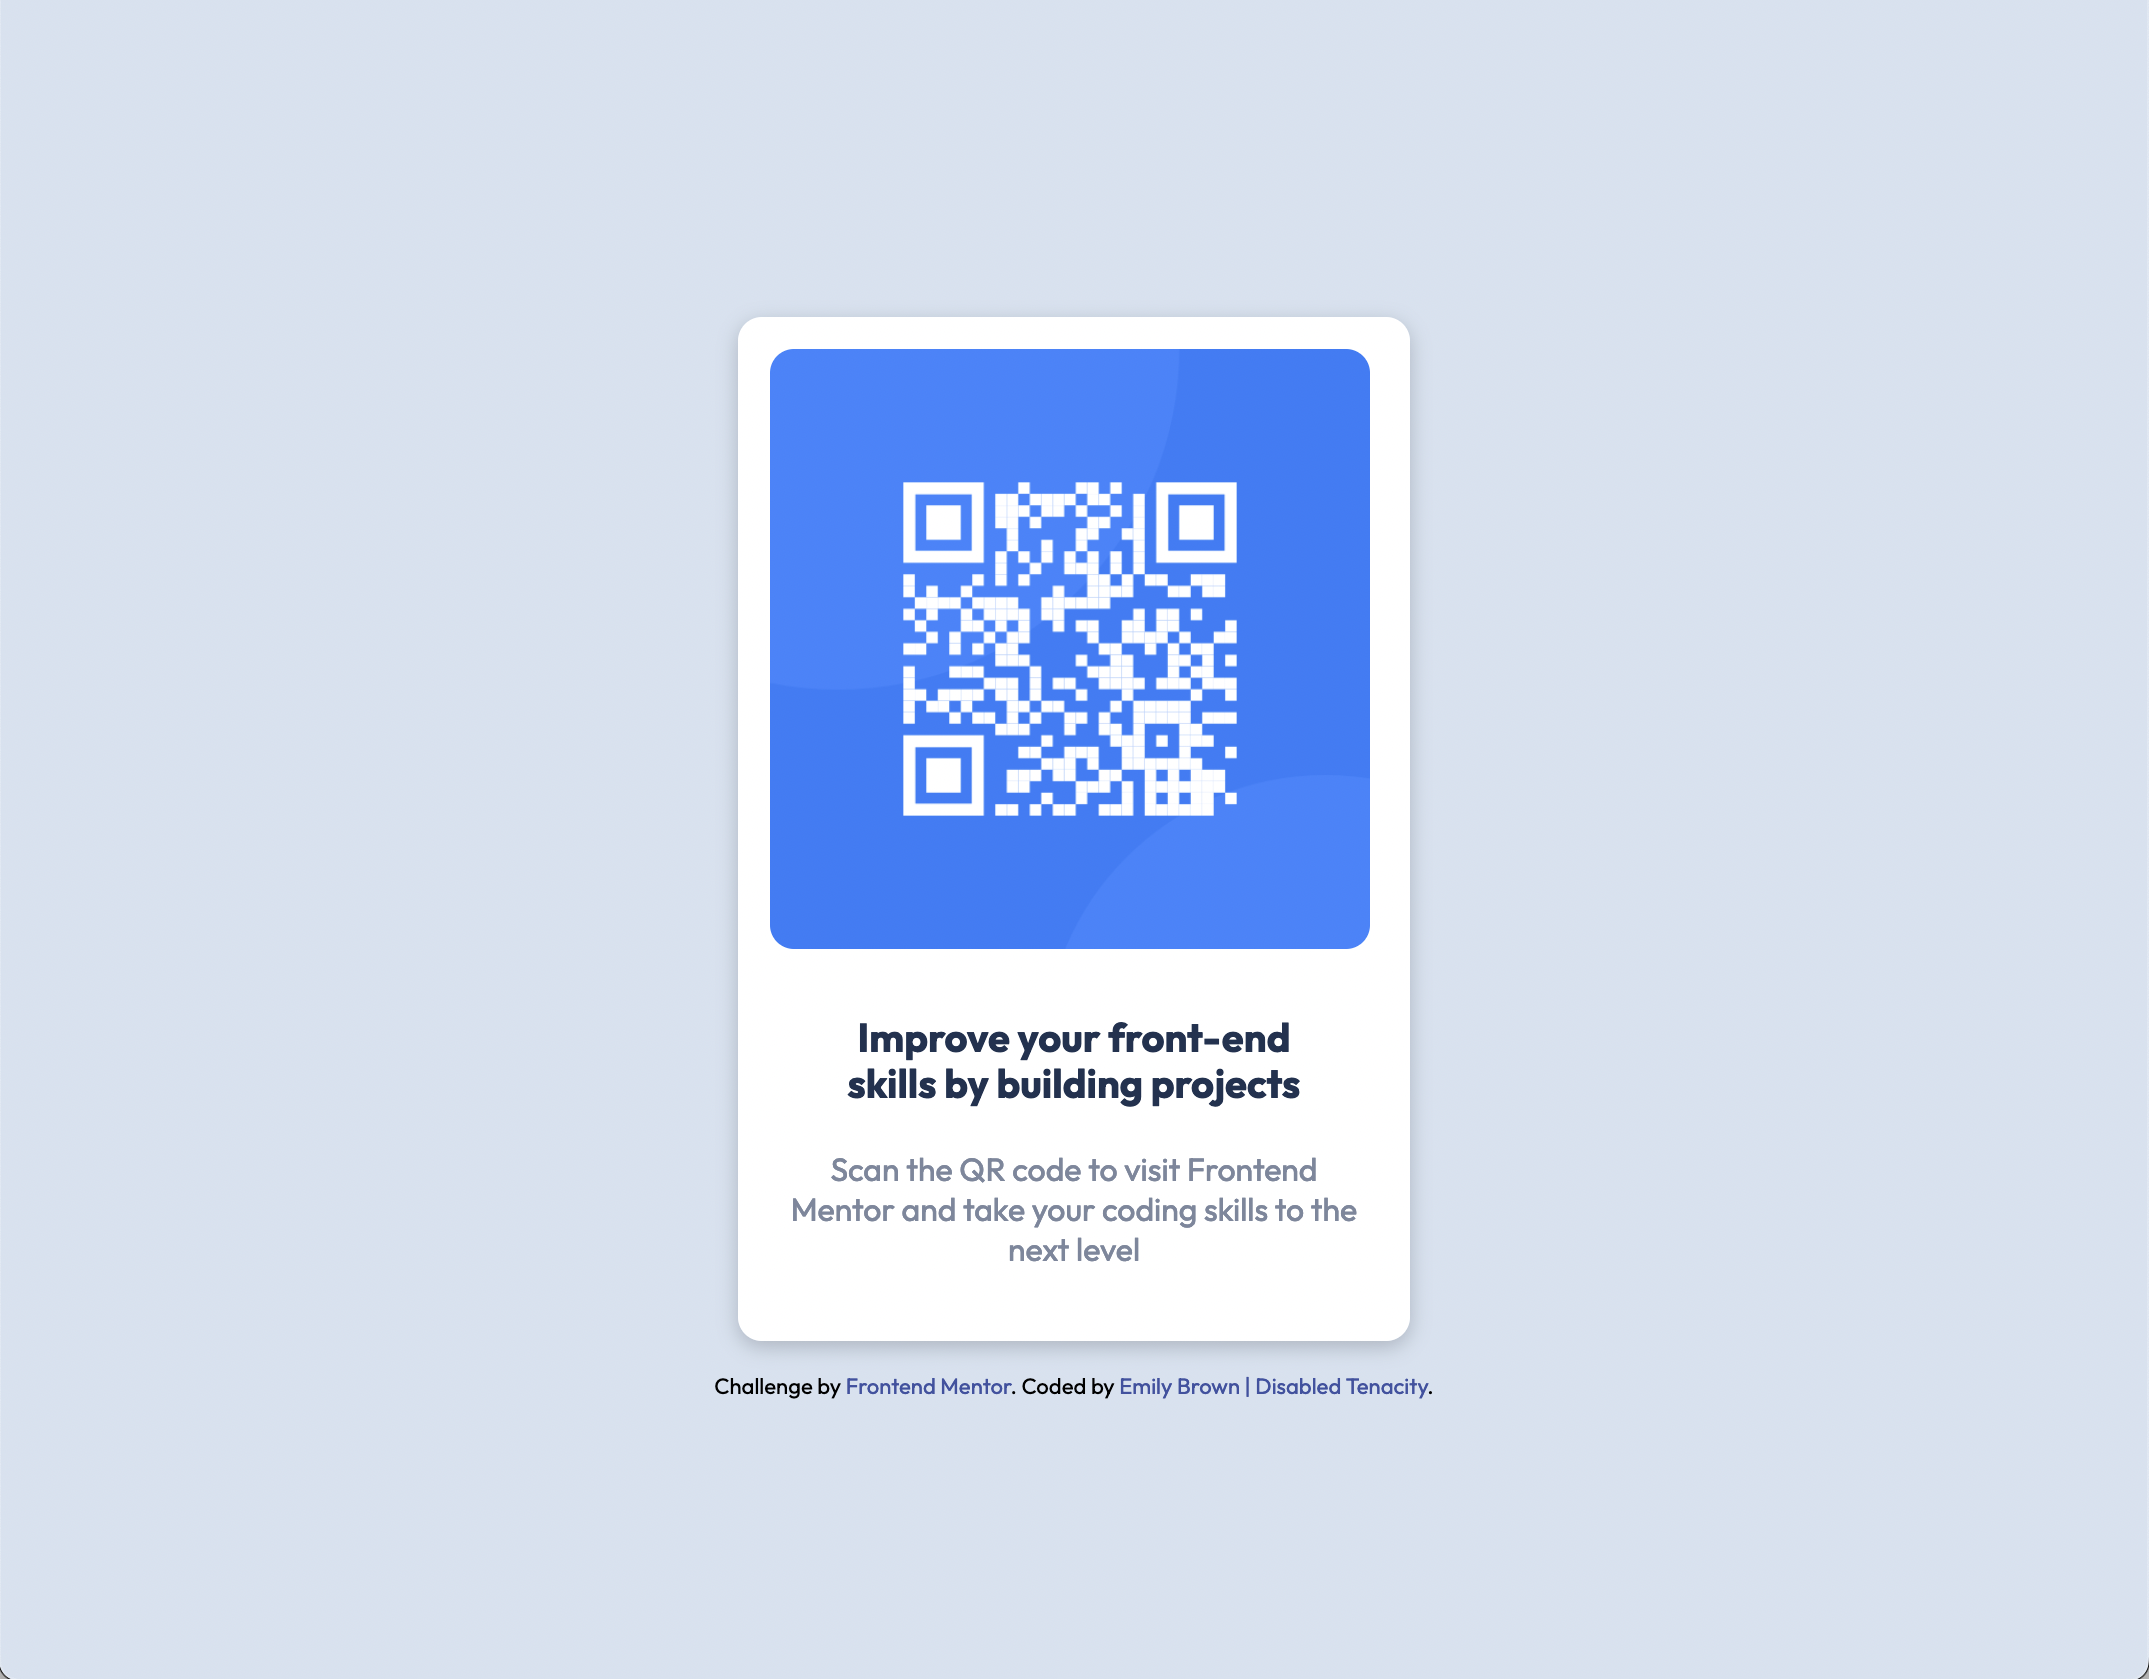 Improve your front-end
skills by building projects
Scan the QR code to visit Frontend
Mentor and take your coding skills to the
next level
Challenge by Frontend Mentor. Coded by Emily Brown | Disabled Tenacity.